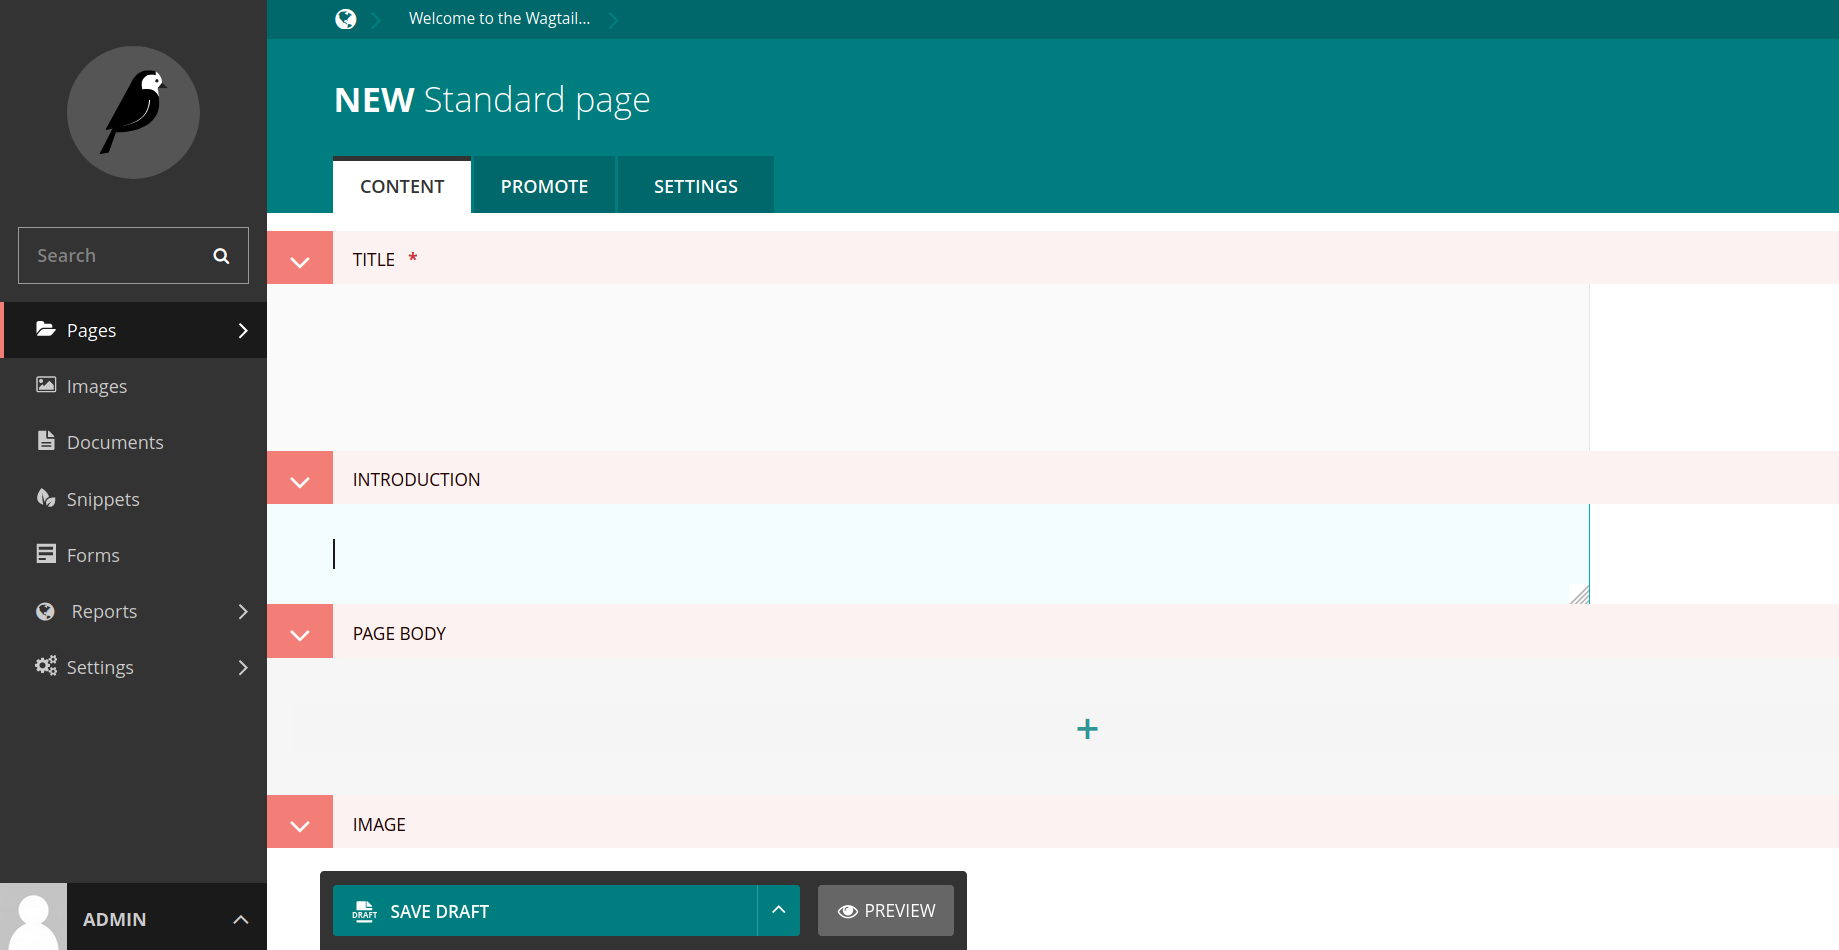 Welcome to the Wagtail...
NEW Standard page
CONTENT
PROMOTE
SETTINGS
Search
Pages
Images
Documents
Snippets
Forms
Reports
Settings
ADMIN
TITLE *
INTRODUCTION
PAGE BODY
IMAGE
DRAFT SAVE DRAFT
PREVIEW